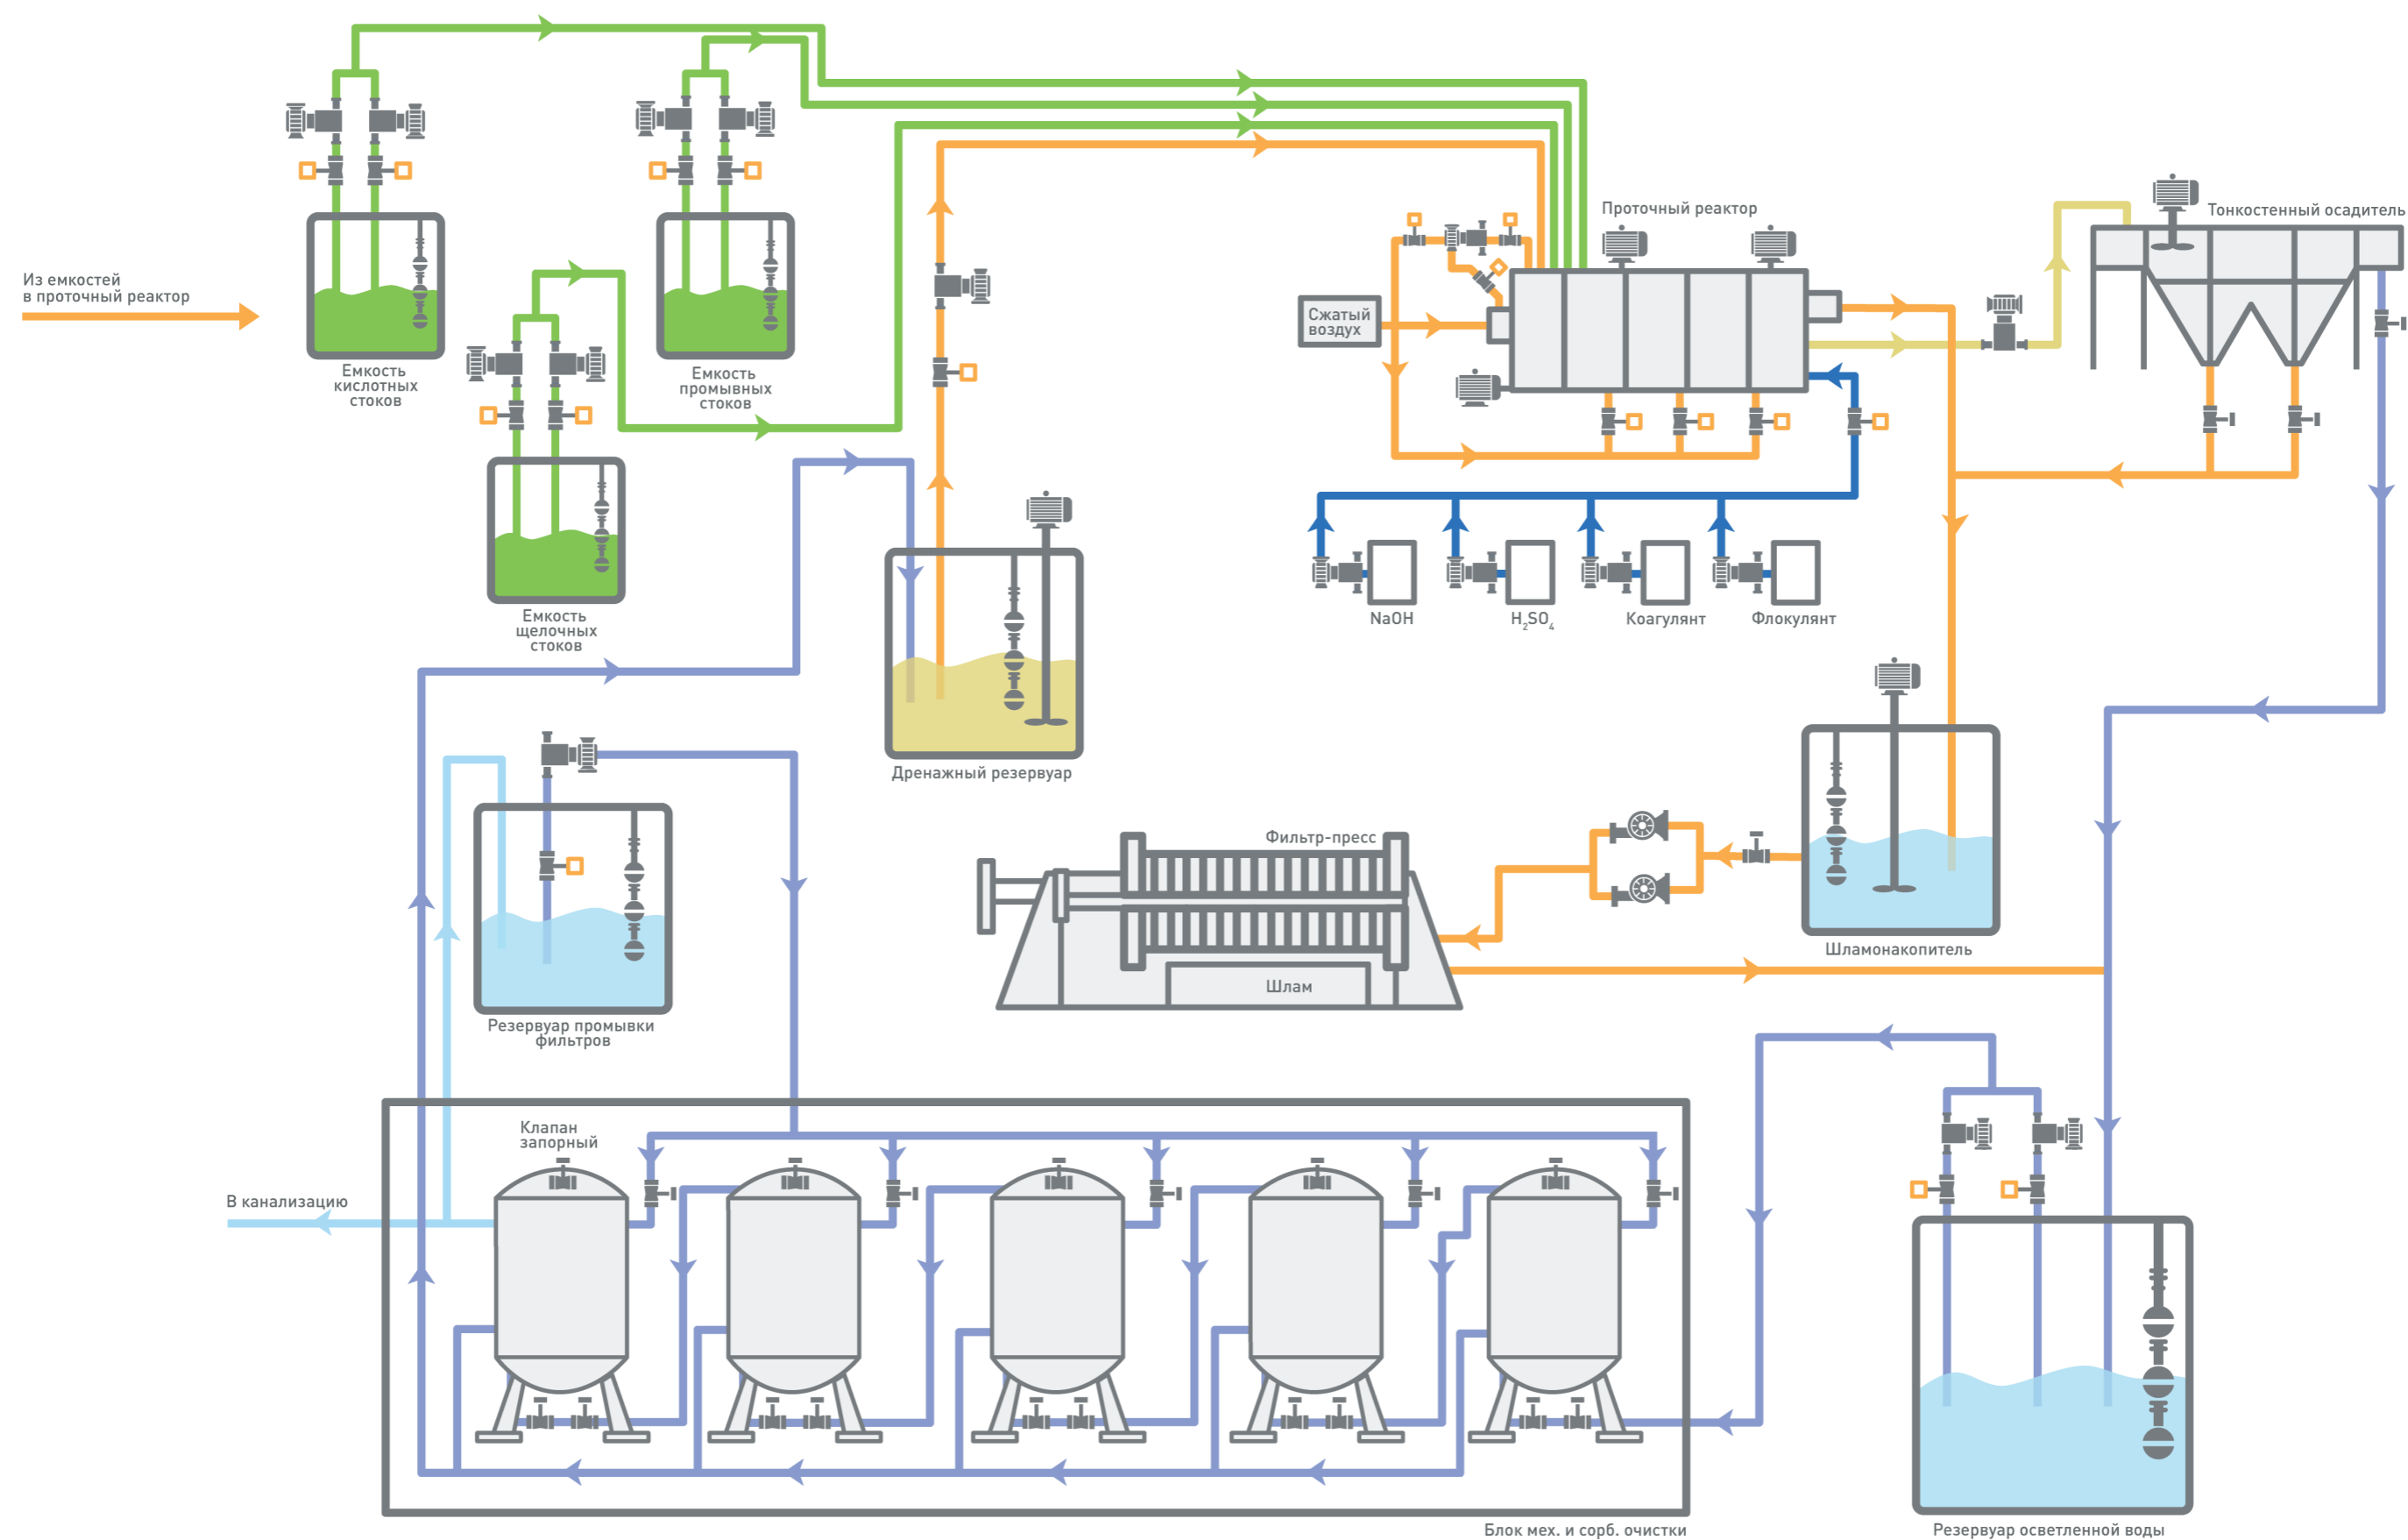 Проточный реактор
Тонкостенный осадитель
Из емкостей
в проточный реактор
Сжатый
воздух
Емкость
кислотных
стоков
Емкость
промывных
стоков
Емкость
щелочных
стоков
NaOH
H₂SO₄
Коагулянт
Флокулянт
Дренажный резервуар
Фильтр-пресс
Шламонакопитель
Шлам
Резервуар промывки
фильтров
Клапан
запорный
В канализацию
Блок мех. и сорб. очистки
Резервуар осветленной воды